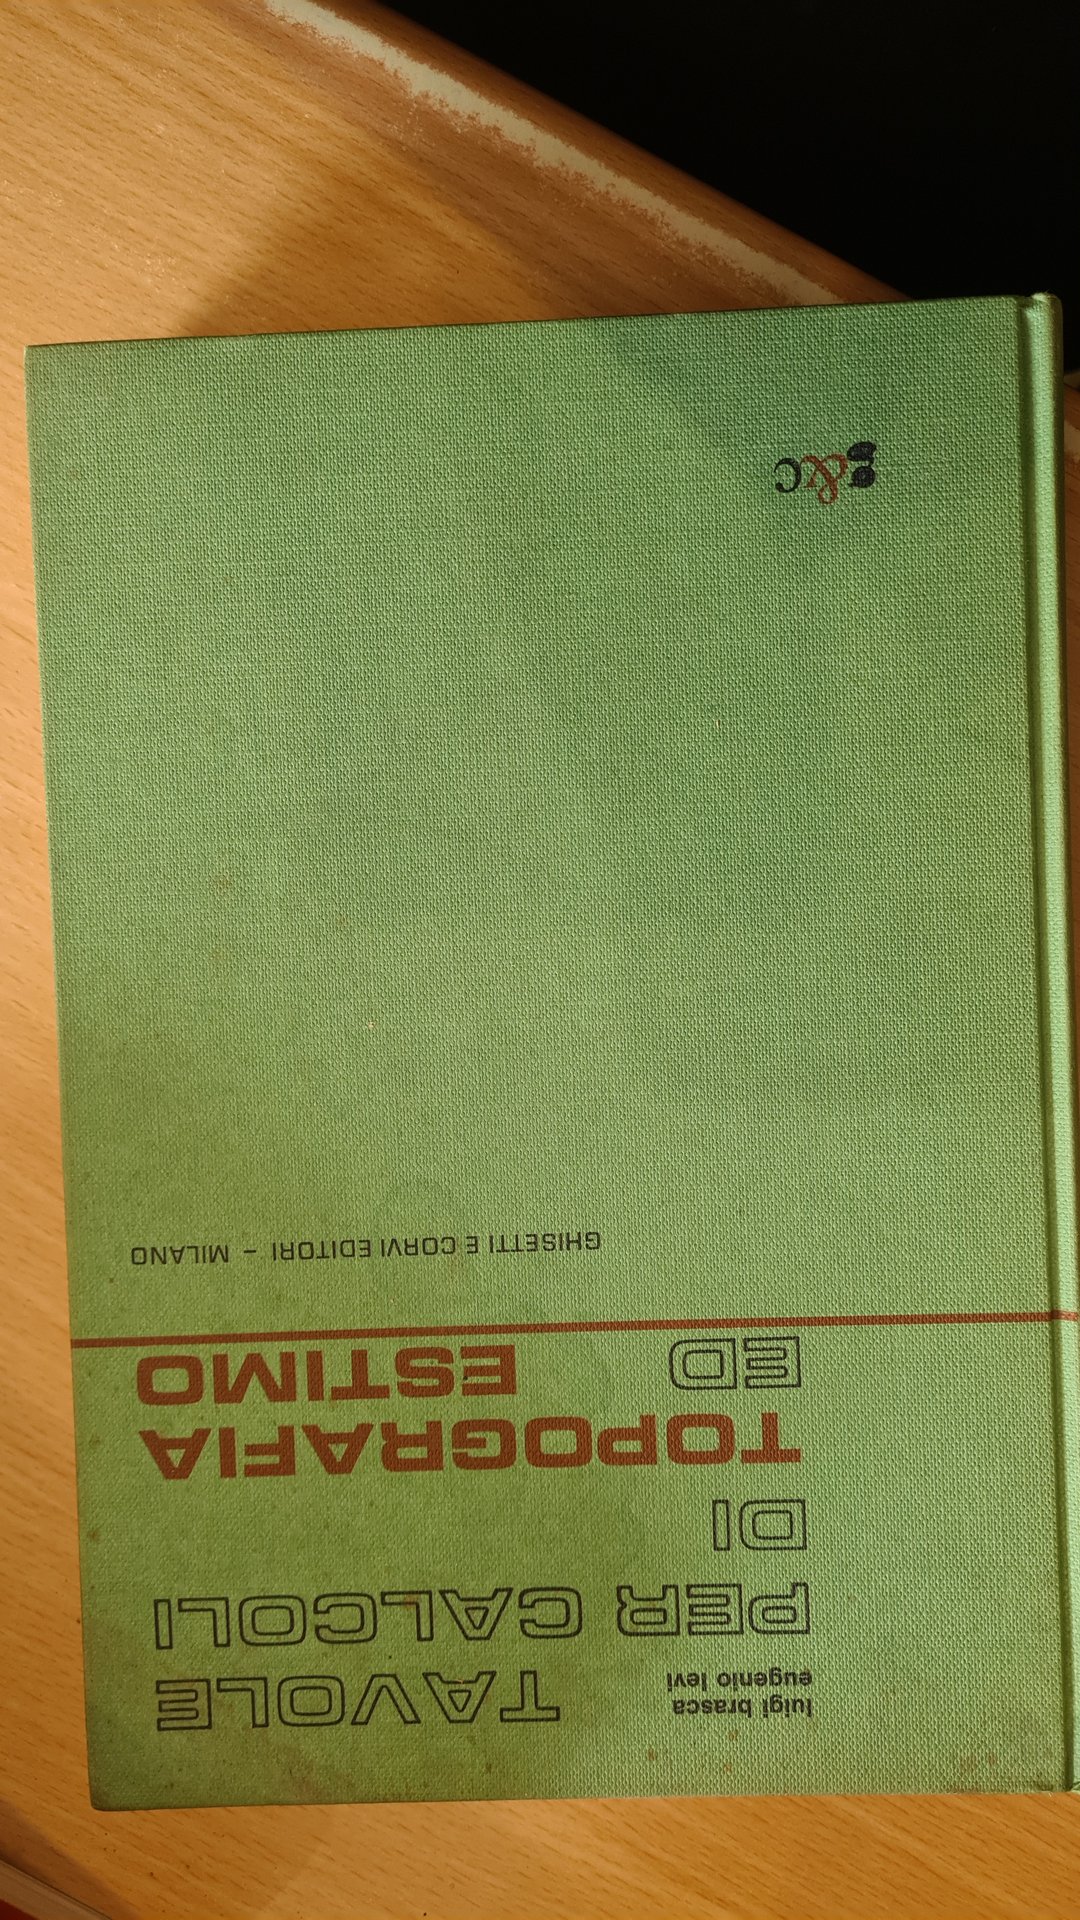 luigi brasca
eugenio levi
TAVOLE
PER CALCOLI
DI
TOPOGRAFIA
ED ESTIMO
GHISETTI E CORVI EDITORI - MILANO
g&c